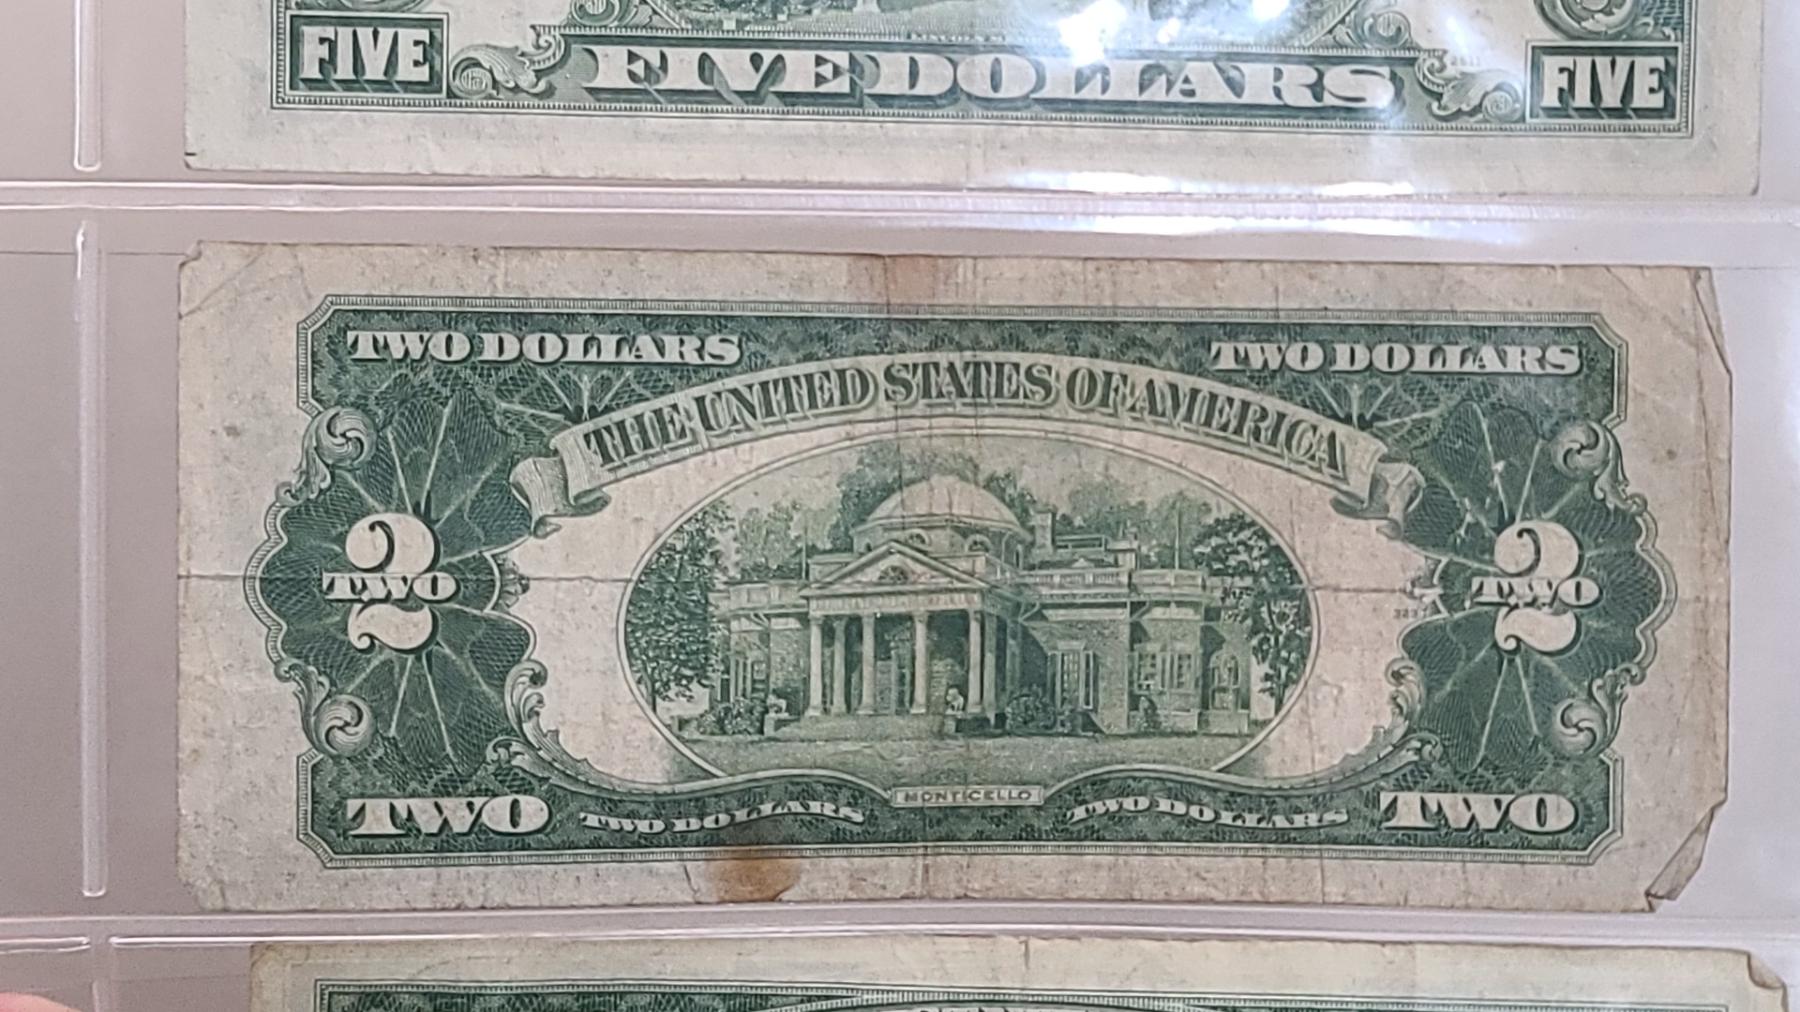 FIVE FIVE DOLLARS FIVE
TWO DOLLARS TWO DOLLARS
THE UNITED STATES OF AMERICA
2 TWO 2 TWO
MONTICELLO
TWO TWO DOLLARS TWO DOLLARS TWO